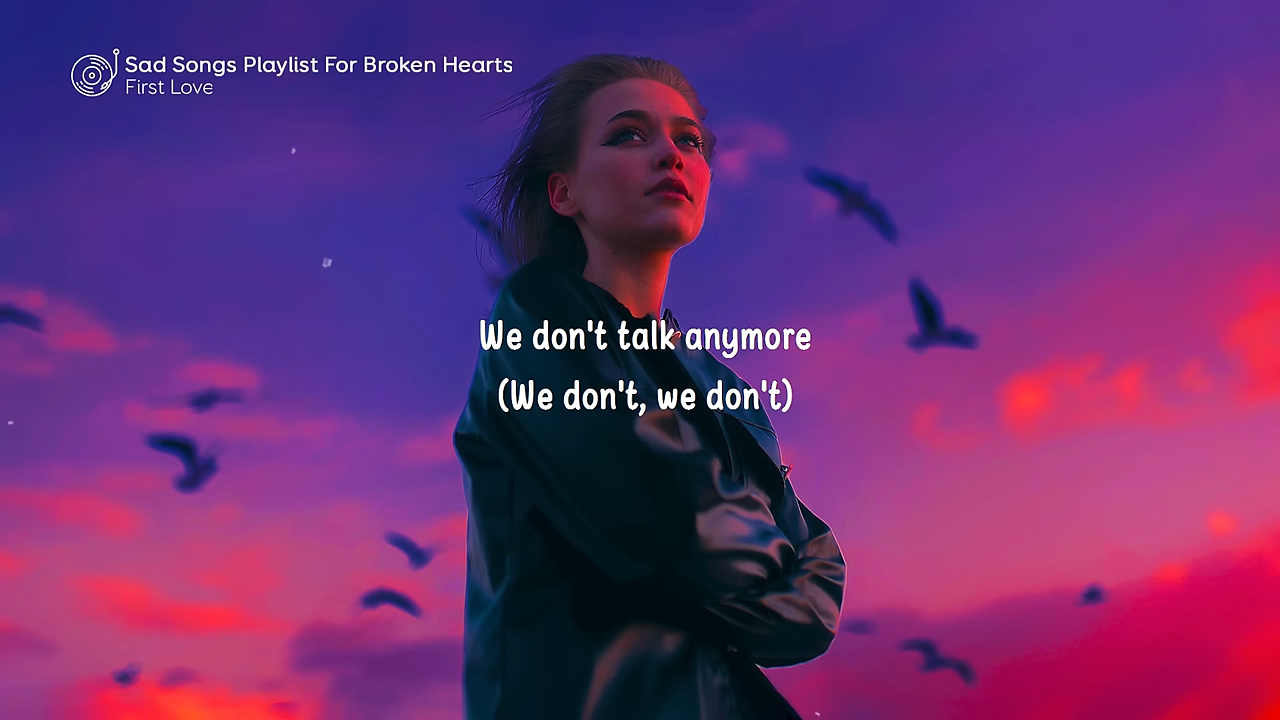 Sad Songs Playlist For Broken Hearts
First Love
We don't talk anymore
(We don't, we don't)